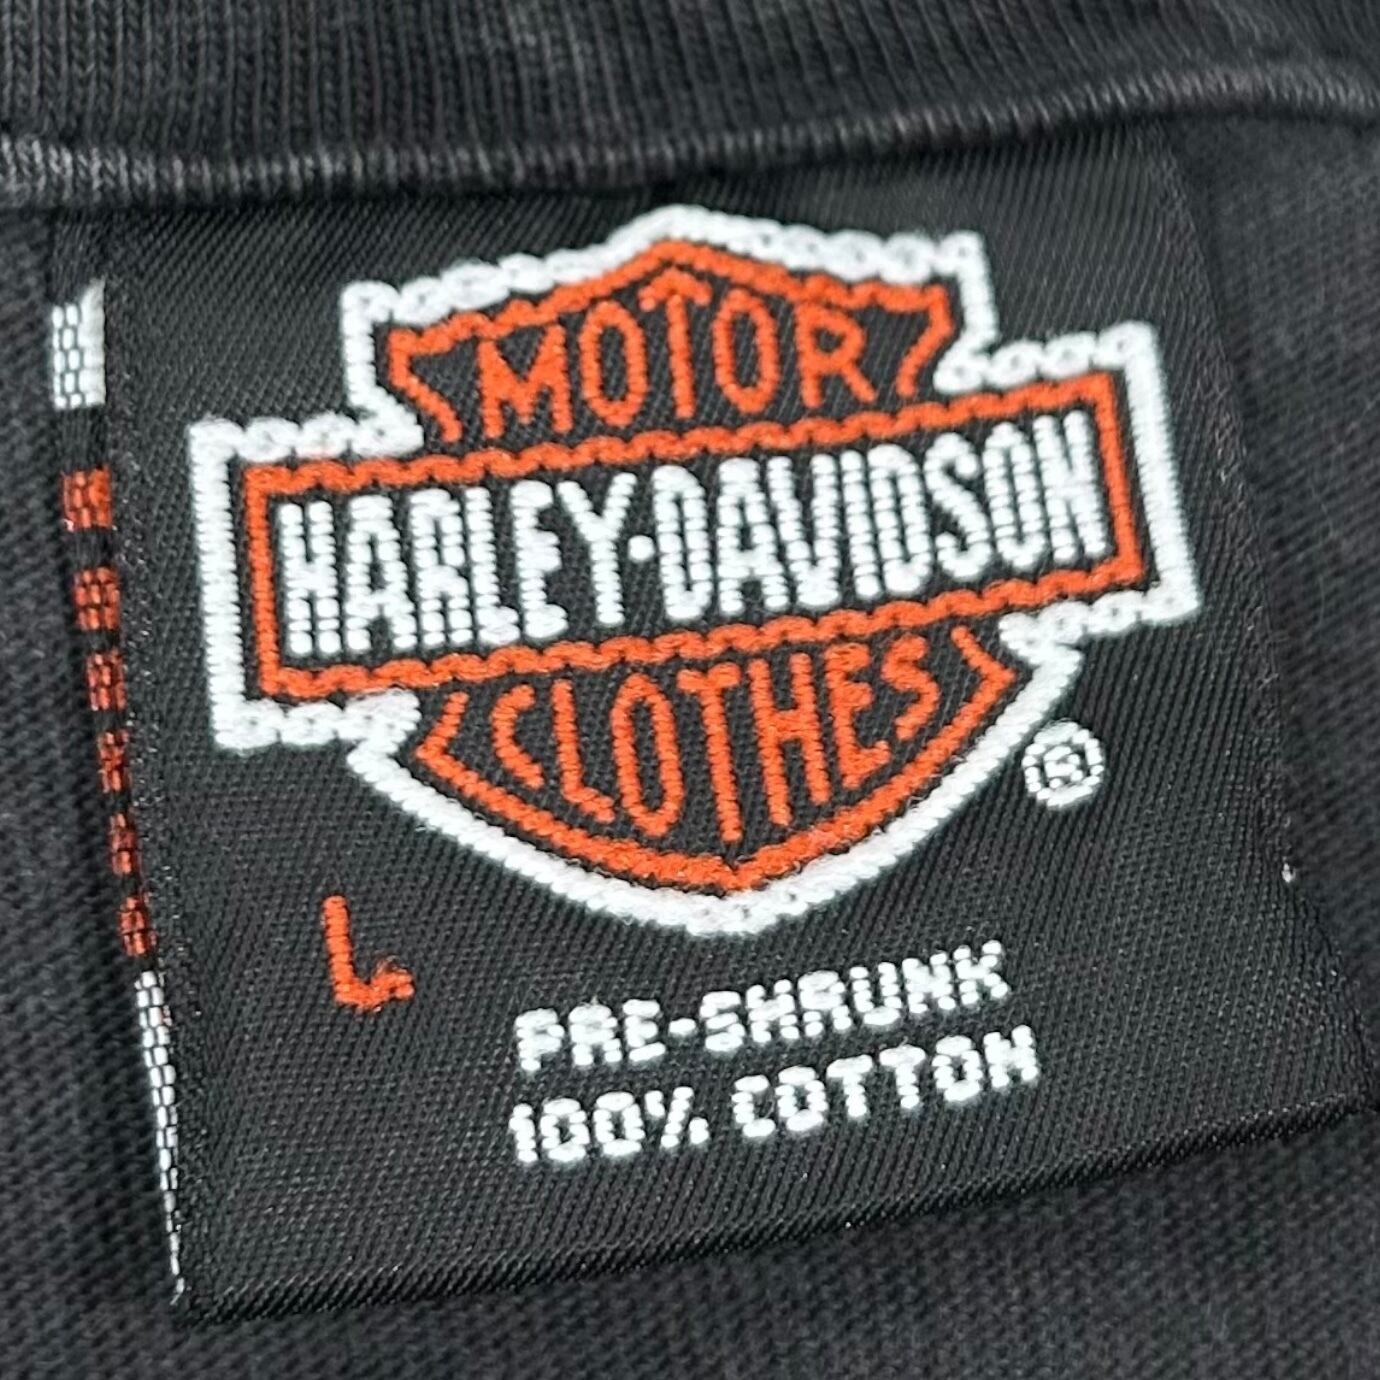 MOTOR
HARLEY-DAVIDSON
CLOTHES
®
L
PRE-SHRUNK
100% COTTON